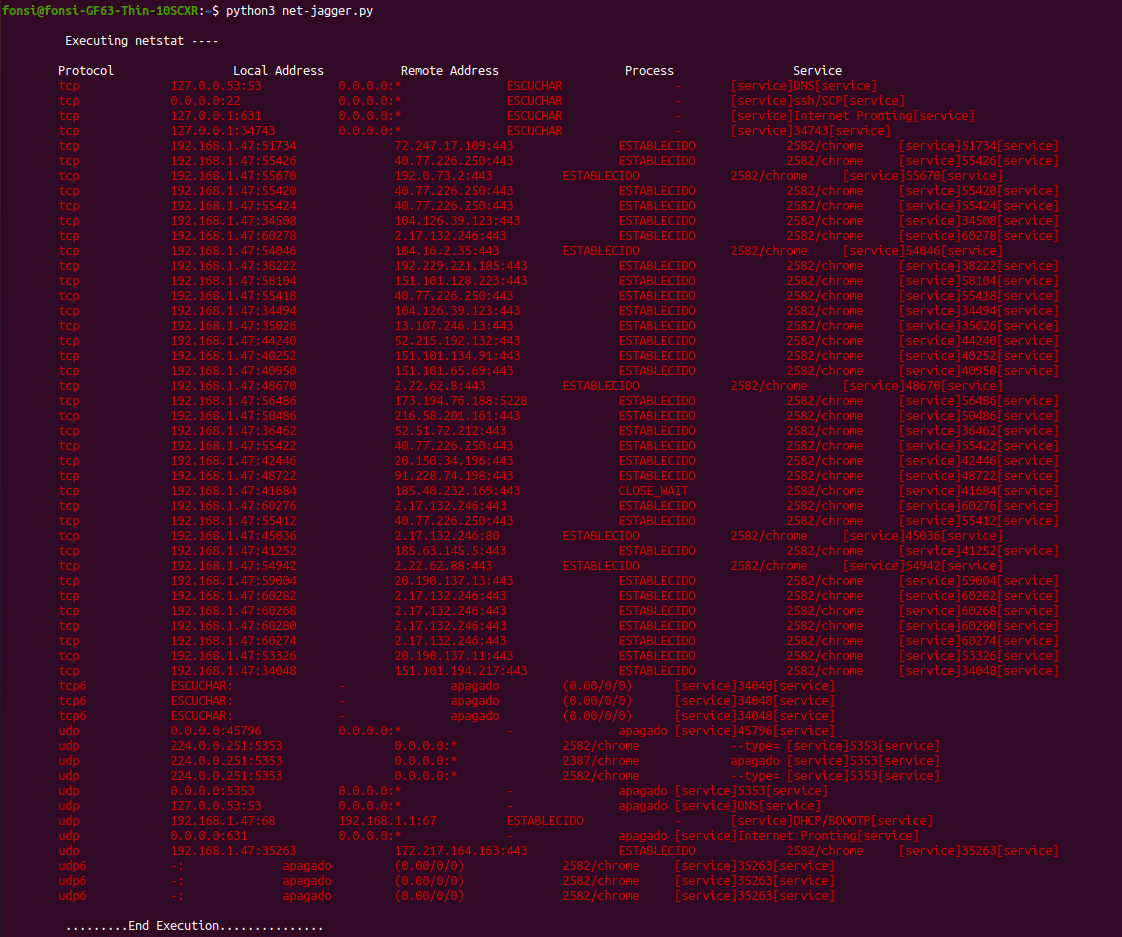 fonsi@fonsi-GF63-Thin-10SCXR:~$ python3 net-jagger.py
Executing netstat ----
Protocol Local Address Remote Address Process Service
tcp 127.0.0.53:53 0.0.0.0:* ESCUCHAR - [service]DNS[service]
tcp 0.0.0.0:22 0.0.0.0:* ESCUCHAR - [service]ssh/SCP[service]
tcp 127.0.0.1:631 0.0.0.0:* ESCUCHAR - [service]Internet Pronting[service]
tcp 127.0.0.1:34743 0.0.0.0:* ESCUCHAR - [service]34743[service]
tcp 192.168.1.47:51734 72.247.17.109:443 ESTABLECIDO 2582/chrome [service]51734[service]
tcp 192.168.1.47:55426 40.77.226.250:443 ESTABLECIDO 2582/chrome [service]55426[service]
tcp 192.168.1.47:55670 192.0.73.2:443 ESTABLECIDO 2582/chrome [service]55670[service]
tcp 192.168.1.47:55420 40.77.226.250:443 ESTABLECIDO 2582/chrome [service]55420[service]
tcp 192.168.1.47:55424 40.77.226.250:443 ESTABLECIDO 2582/chrome [service]55424[service]
tcp 192.168.1.47:34508 104.126.39.123:443 ESTABLECIDO 2582/chrome [service]34508[service]
tcp 192.168.1.47:60278 2.17.132.246:443 ESTABLECIDO 2582/chrome [service]60278[service]
tcp 192.168.1.47:54046 104.16.2.35:443 ESTABLECIDO 2582/chrome [service]54046[service]
tcp 192.168.1.47:38222 192.229.221.185:443 ESTABLECIDO 2582/chrome [service]38222[service]
tcp 192.168.1.47:58104 151.101.128.223:443 ESTABLECIDO 2582/chrome [service]58104[service]
tcp 192.168.1.47:55418 40.77.226.250:443 ESTABLECIDO 2582/chrome [service]55418[service]
tcp 192.168.1.47:34494 104.126.39.123:443 ESTABLECIDO 2582/chrome [service]34494[service]
tcp 192.168.1.47:35026 13.107.246.13:443 ESTABLECIDO 2582/chrome [service]35026[service]
tcp 192.168.1.47:44240 52.215.192.132:443 ESTABLECIDO 2582/chrome [service]44240[service]
tcp 192.168.1.47:40252 151.101.134.91:443 ESTABLECIDO 2582/chrome [service]40252[service]
tcp 192.168.1.47:40950 151.101.65.69:443 ESTABLECIDO 2582/chrome [service]40950[service]
tcp 192.168.1.47:48670 2.22.62.8:443 ESTABLECIDO 2582/chrome [service]48670[service]
tcp 192.168.1.47:56486 173.194.76.188:5228 ESTABLECIDO 2582/chrome [service]56486[service]
tcp 192.168.1.47:50486 216.58.201.161:443 ESTABLECIDO 2582/chrome [service]50486[service]
tcp 192.168.1.47:36462 52.51.72.212:443 ESTABLECIDO 2582/chrome [service]36462[service]
tcp 192.168.1.47:55422 40.77.226.250:443 ESTABLECIDO 2582/chrome [service]55422[service]
tcp 192.168.1.47:42446 20.150.34.196:443 ESTABLECIDO 2582/chrome [service]42446[service]
tcp 192.168.1.47:48722 91.228.74.198:443 ESTABLECIDO 2582/chrome [service]48722[service]
tcp 192.168.1.47:41684 185.40.232.169:443 CLOSE_WAIT 2582/chrome [service]41684[service]
tcp 192.168.1.47:60276 2.17.132.246:443 ESTABLECIDO 2582/chrome [service]60276[service]
tcp 192.168.1.47:55412 40.77.226.250:443 ESTABLECIDO 2582/chrome [service]55412[service]
tcp 192.168.1.47:45036 2.17.132.246:80 ESTABLECIDO 2582/chrome [service]45036[service]
tcp 192.168.1.47:41252 185.63.145.5:443 ESTABLECIDO 2582/chrome [service]41252[service]
tcp 192.168.1.47:54942 2.22.62.88:443 ESTABLECIDO 2582/chrome [service]54942[service]
tcp 192.168.1.47:59004 20.190.137.13:443 ESTABLECIDO 2582/chrome [service]59004[service]
tcp 192.168.1.47:60282 2.17.132.246:443 ESTABLECIDO 2582/chrome [service]60282[service]
tcp 192.168.1.47:60268 2.17.132.246:443 ESTABLECIDO 2582/chrome [service]60268[service]
tcp 192.168.1.47:60280 2.17.132.246:443 ESTABLECIDO 2582/chrome [service]60280[service]
tcp 192.168.1.47:60274 2.17.132.246:443 ESTABLECIDO 2582/chrome [service]60274[service]
tcp 192.168.1.47:53326 20.190.137.11:443 ESTABLECIDO 2582/chrome [service]53326[service]
tcp 192.168.1.47:34048 151.101.194.217:443 ESTABLECIDO 2582/chrome [service]34048[service]
tcp6 ESCUCHAR: - apagado (0.00/0/0) [service]34048[service]
tcp6 ESCUCHAR: - apagado (0.00/0/0) [service]34048[service]
tcp6 ESCUCHAR: - apagado (0.00/0/0) [service]34048[service]
udp 0.0.0.0:45796 0.0.0.0:* - apagado [service]45796[service]
udp 224.0.0.251:5353 0.0.0.0:* 2582/chrome --type= [service]5353[service]
udp 224.0.0.251:5353 0.0.0.0:* 2387/chrome apagado [service]5353[service]
udp 224.0.0.251:5353 0.0.0.0:* 2582/chrome --type= [service]5353[service]
udp 0.0.0.0:5353 0.0.0.0:* - apagado [service]5353[service]
udp 127.0.0.53:53 0.0.0.0:* - apagado [service]DNS[service]
udp 192.168.1.47:68 192.168.1.1:67 ESTABLECIDO - [service]DHCP/BOOOTP[service]
udp 0.0.0.0:631 0.0.0.0:* - apagado [service]Internet Pronting[service]
udp 192.168.1.47:35263 172.217.164.163:443 ESTABLECIDO 2582/chrome [service]35263[service]
udp6 -: apagado (0.00/0/0) 2582/chrome [service]35263[service]
udp6 -: apagado (0.00/0/0) 2582/chrome [service]35263[service]
udp6 -: apagado (0.00/0/0) 2582/chrome [service]35263[service]
.........End Execution...............